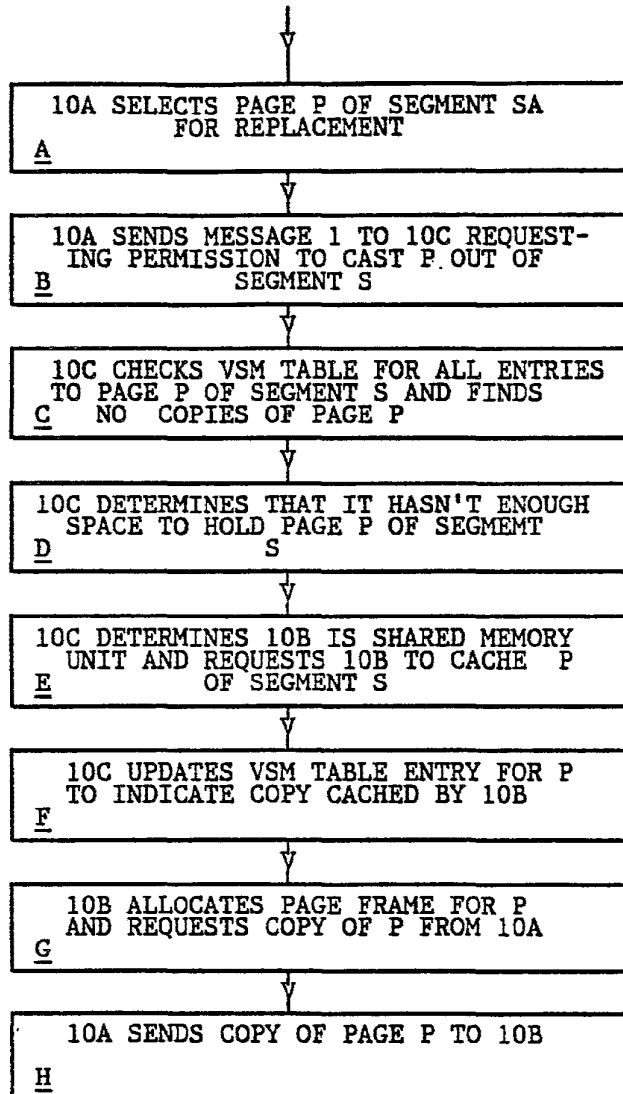 10A SELECTS PAGE P OF SEGMENT SA
FOR REPLACEMENT
A
10A SENDS MESSAGE 1 TO 10C REQUEST-
ING PERMISSION TO CAST P OUT OF
B SEGMENT S
10C CHECKS VSM TABLE FOR ALL ENTRIES
TO PAGE P OF SEGMENT S AND FINDS
C NO COPIES OF PAGE P
10C DETERMINES THAT IT HASN'T ENOUGH
SPACE TO HOLD PAGE P OF SEGMEMT
D S
10C DETERMINES 10B IS SHARED MEMORY
UNIT AND REQUESTS 10B TO CACHE P
E OF SEGMENT S
10C UPDATES VSM TABLE ENTRY FOR P
TO INDICATE COPY CACHED BY 10B
F
10B ALLOCATES PAGE FRAME FOR P
AND REQUESTS COPY OF P FROM 10A
G
10A SENDS COPY OF PAGE P TO 10B
H